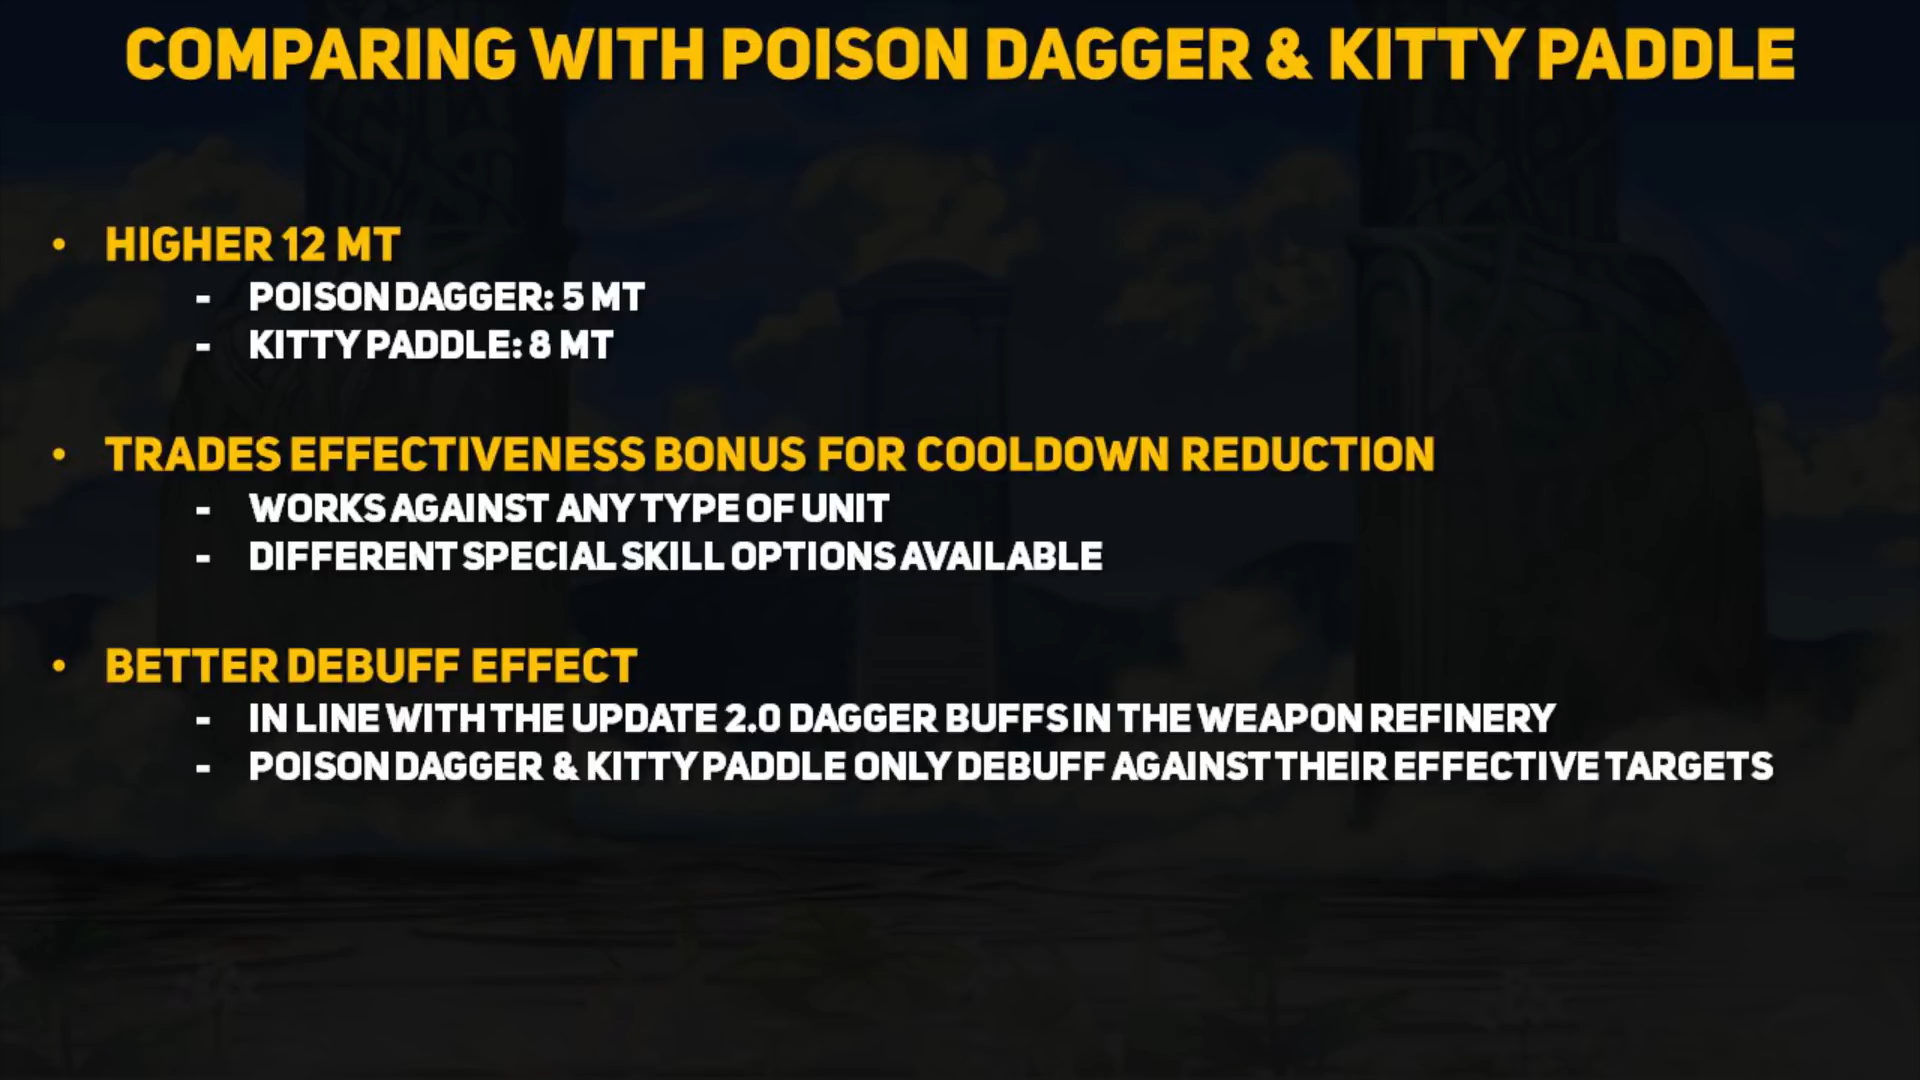 COMPARING WITH POISON DAGGER & KITTY PADDLE
• HIGHER 12 MT
- POISON DAGGER: 5 MT
- KITTY PADDLE: 8 MT
• TRADES EFFECTIVENESS BONUS FOR COOLDOWN REDUCTION
- WORKS AGAINST ANY TYPE OF UNIT
- DIFFERENT SPECIAL SKILL OPTIONS AVAILABLE
• BETTER DEBUFF EFFECT
- IN LINE WITH THE UPDATE 2.0 DAGGER BUFFS IN THE WEAPON REFINERY
- POISON DAGGER & KITTY PADDLE ONLY DEBUFF AGAINST THEIR EFFECTIVE TARGETS